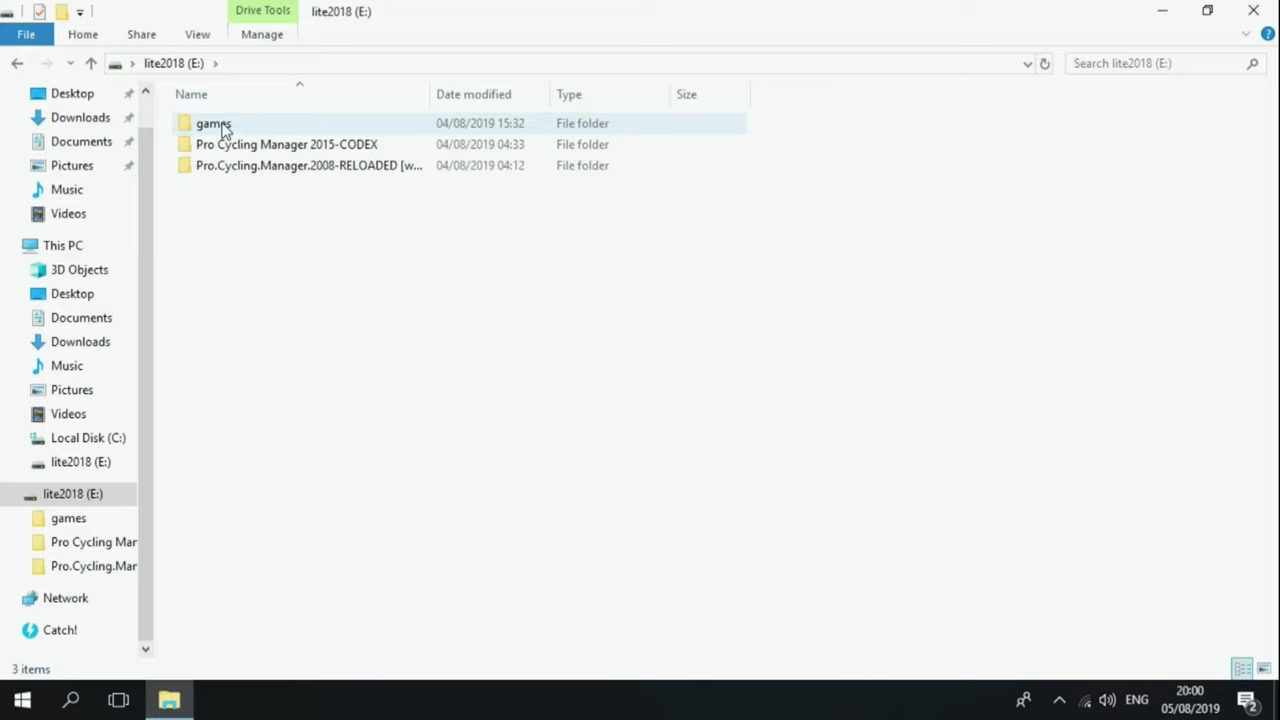 Drive Tools
lite2018 (E:)
File
Home
Share
View
Manage
lite2018 (E:)
Search lite2018 (E:)
Name
Date modified
Type
Size
games
04/08/2019 15:32
File folder
Pro Cycling Manager 2015-CODEX
04/08/2019 04:33
File folder
Pro.Cycling.Manager.2008-RELOADED [w...
04/08/2019 04:12
File folder
Desktop
Downloads
Documents
Pictures
Music
Videos
This PC
3D Objects
Desktop
Documents
Downloads
Music
Pictures
Videos
Local Disk (C:)
lite2018 (E:)
lite2018 (E:)
games
Pro Cycling Mar
Pro.Cycling.Mar
Network
Catch!
3 items
ENG
20:00
05/08/2019
2